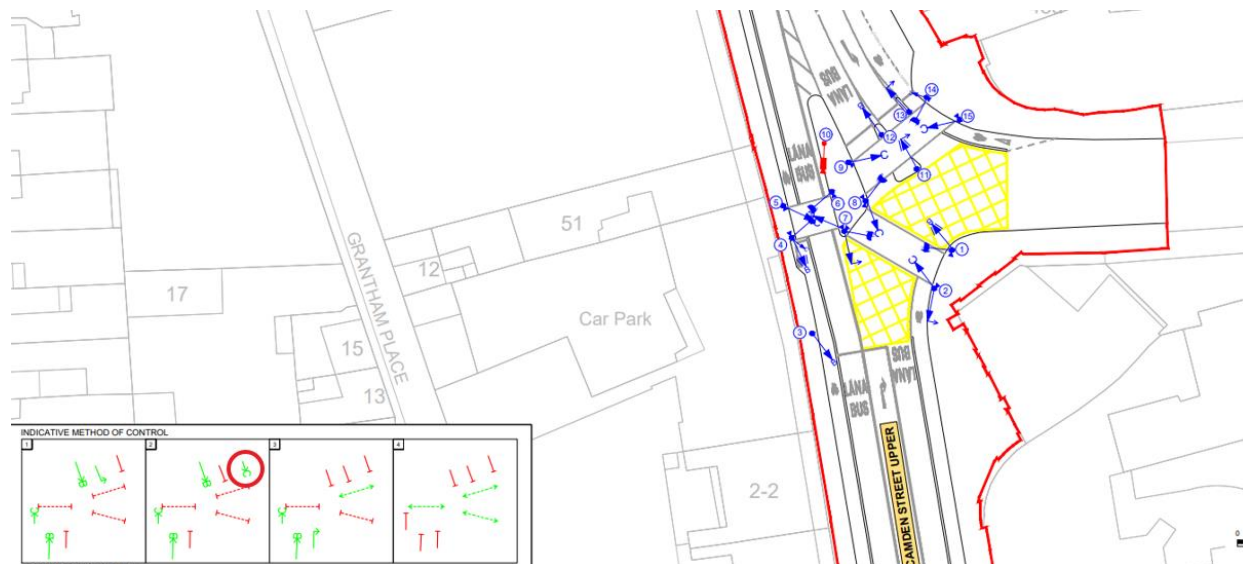 LÁNA
BUS
LÁNA
BUS
14
13
15
10
12
9
11
5
6
8
7
4
1
2
3
51
12
17
GRANTHAM PLACE
Car Park
15
13
2-2
LÁNA
BUS
LÁNA
BUS
CAMDEN STREET UPPER
INDICATIVE METHOD OF CONTROL
1
2
3
4
0